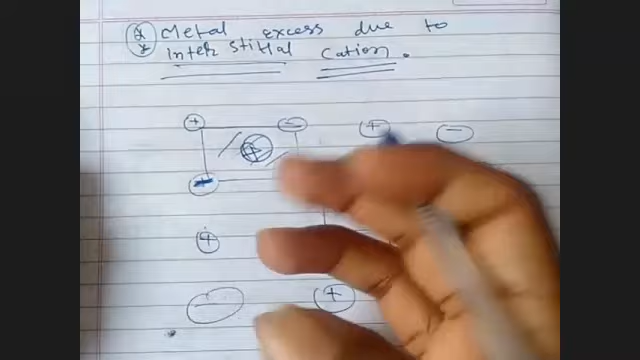 * Metal excess due to
* interstitial cation.
+ - + -
+
-
+
- +